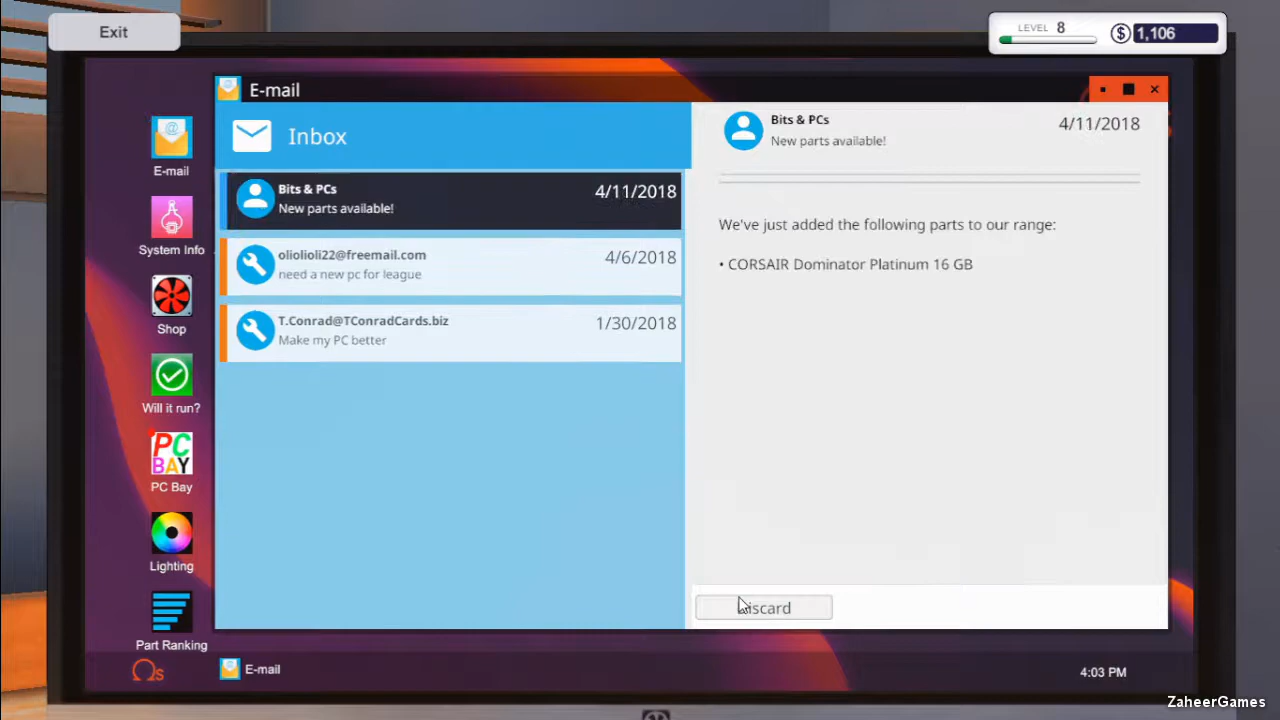 Exit
LEVEL 8
$ 1,106
E-mail
Inbox
Bits & PCs
4/11/2018
New parts available!
oliolioli22@freemail.com
4/6/2018
need a new pc for league
T.Conrad@TConradCards.biz
1/30/2018
Make my PC better
Bits & PCs
4/11/2018
New parts available!
We've just added the following parts to our range:
• CORSAIR Dominator Platinum 16 GB
E-mail
System Info
Shop
Will it run?
PC
BAY
PC Bay
Lighting
Part Ranking
Discard
Ωs
E-mail
4:03 PM
ZaheerGames